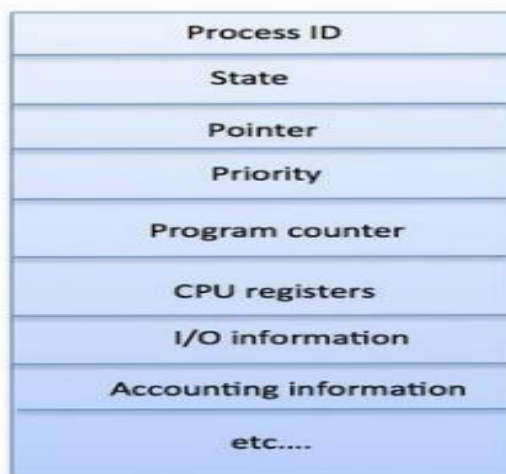 Process ID
State
Pointer
Priority
Program counter
CPU registers
I/O information
Accounting information
etc....